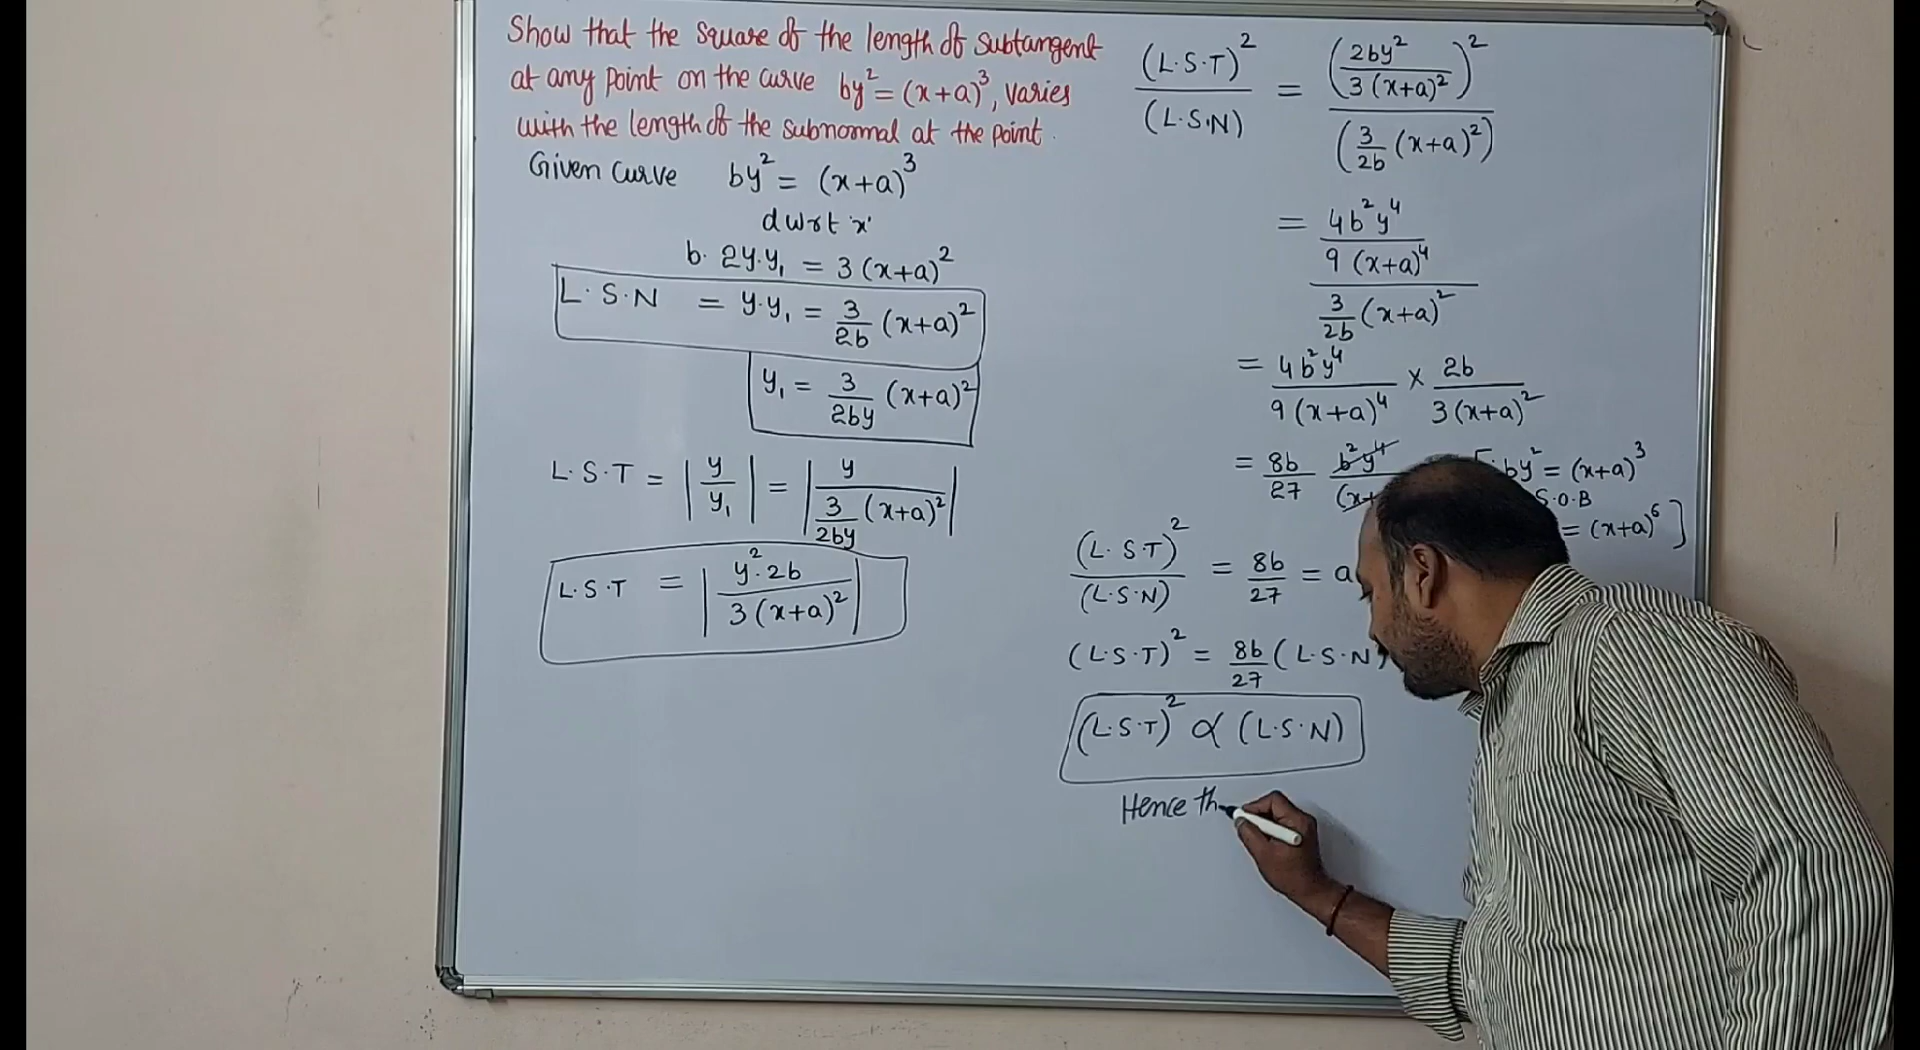 Show that the square of the length of subtangent
at any point on the curve by² = (x+a)³, varies
with the length of the subnormal at the point.
Given curve by² = (x+a)³
dwrt 'x'
b. 2y.y₁ = 3(x+a)²
L.S.N = y.y₁ = 3/2b (x+a)²
y₁ = 3/2by (x+a)²
L.S.T = |y/y₁| = |y/(3/2by (x+a)²)|
L.S.T = |y².2b/3(x+a)²|
(L.S.T)²/(L.S.N) = (2by²/3(x+a)²)²/(3/2b (x+a)²)
= (4b²y⁴/9(x+a)⁴)/(3/2b (x+a)²)
= 4b²y⁴/9(x+a)⁴ × 2b/3(x+a)²
= 8b/27 b²y⁴/(x+ by² = (x+a)³
S.O.B
= (x+a)⁶]
(L.S.T)²/(L.S.N) = 8b/27 = a
(L.S.T)² = 8b/27 (L.S.N)
(L.S.T)² ∝ (L.S.N)
Hence th